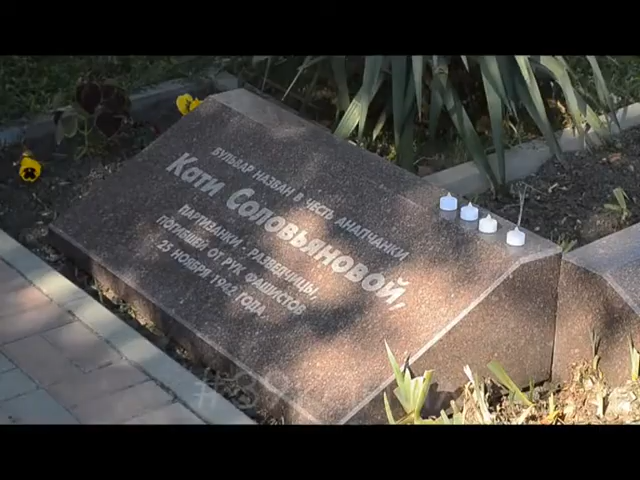 БУЛЬВАР НАЗВАН В ЧЕСТЬ АНАПЧАНКИ
КАТИ СОЛОВЬЯНОВОЙ,
ПАРТИЗАНКИ - РАЗВЕДЧИЦЫ,
ПОГИБШЕЙ ОТ РУК ФАШИСТОВ
25 НОЯБРЯ 1942 ГОДА.